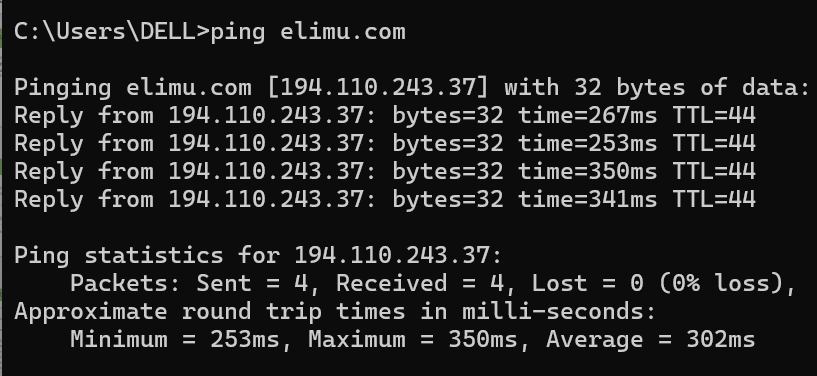 C:\Users\DELL>ping elimu.com
Pinging elimu.com [194.110.243.37] with 32 bytes of data:
Reply from 194.110.243.37: bytes=32 time=267ms TTL=44
Reply from 194.110.243.37: bytes=32 time=253ms TTL=44
Reply from 194.110.243.37: bytes=32 time=350ms TTL=44
Reply from 194.110.243.37: bytes=32 time=341ms TTL=44
Ping statistics for 194.110.243.37:
    Packets: Sent = 4, Received = 4, Lost = 0 (0% loss),
Approximate round trip times in milli-seconds:
    Minimum = 253ms, Maximum = 350ms, Average = 302ms